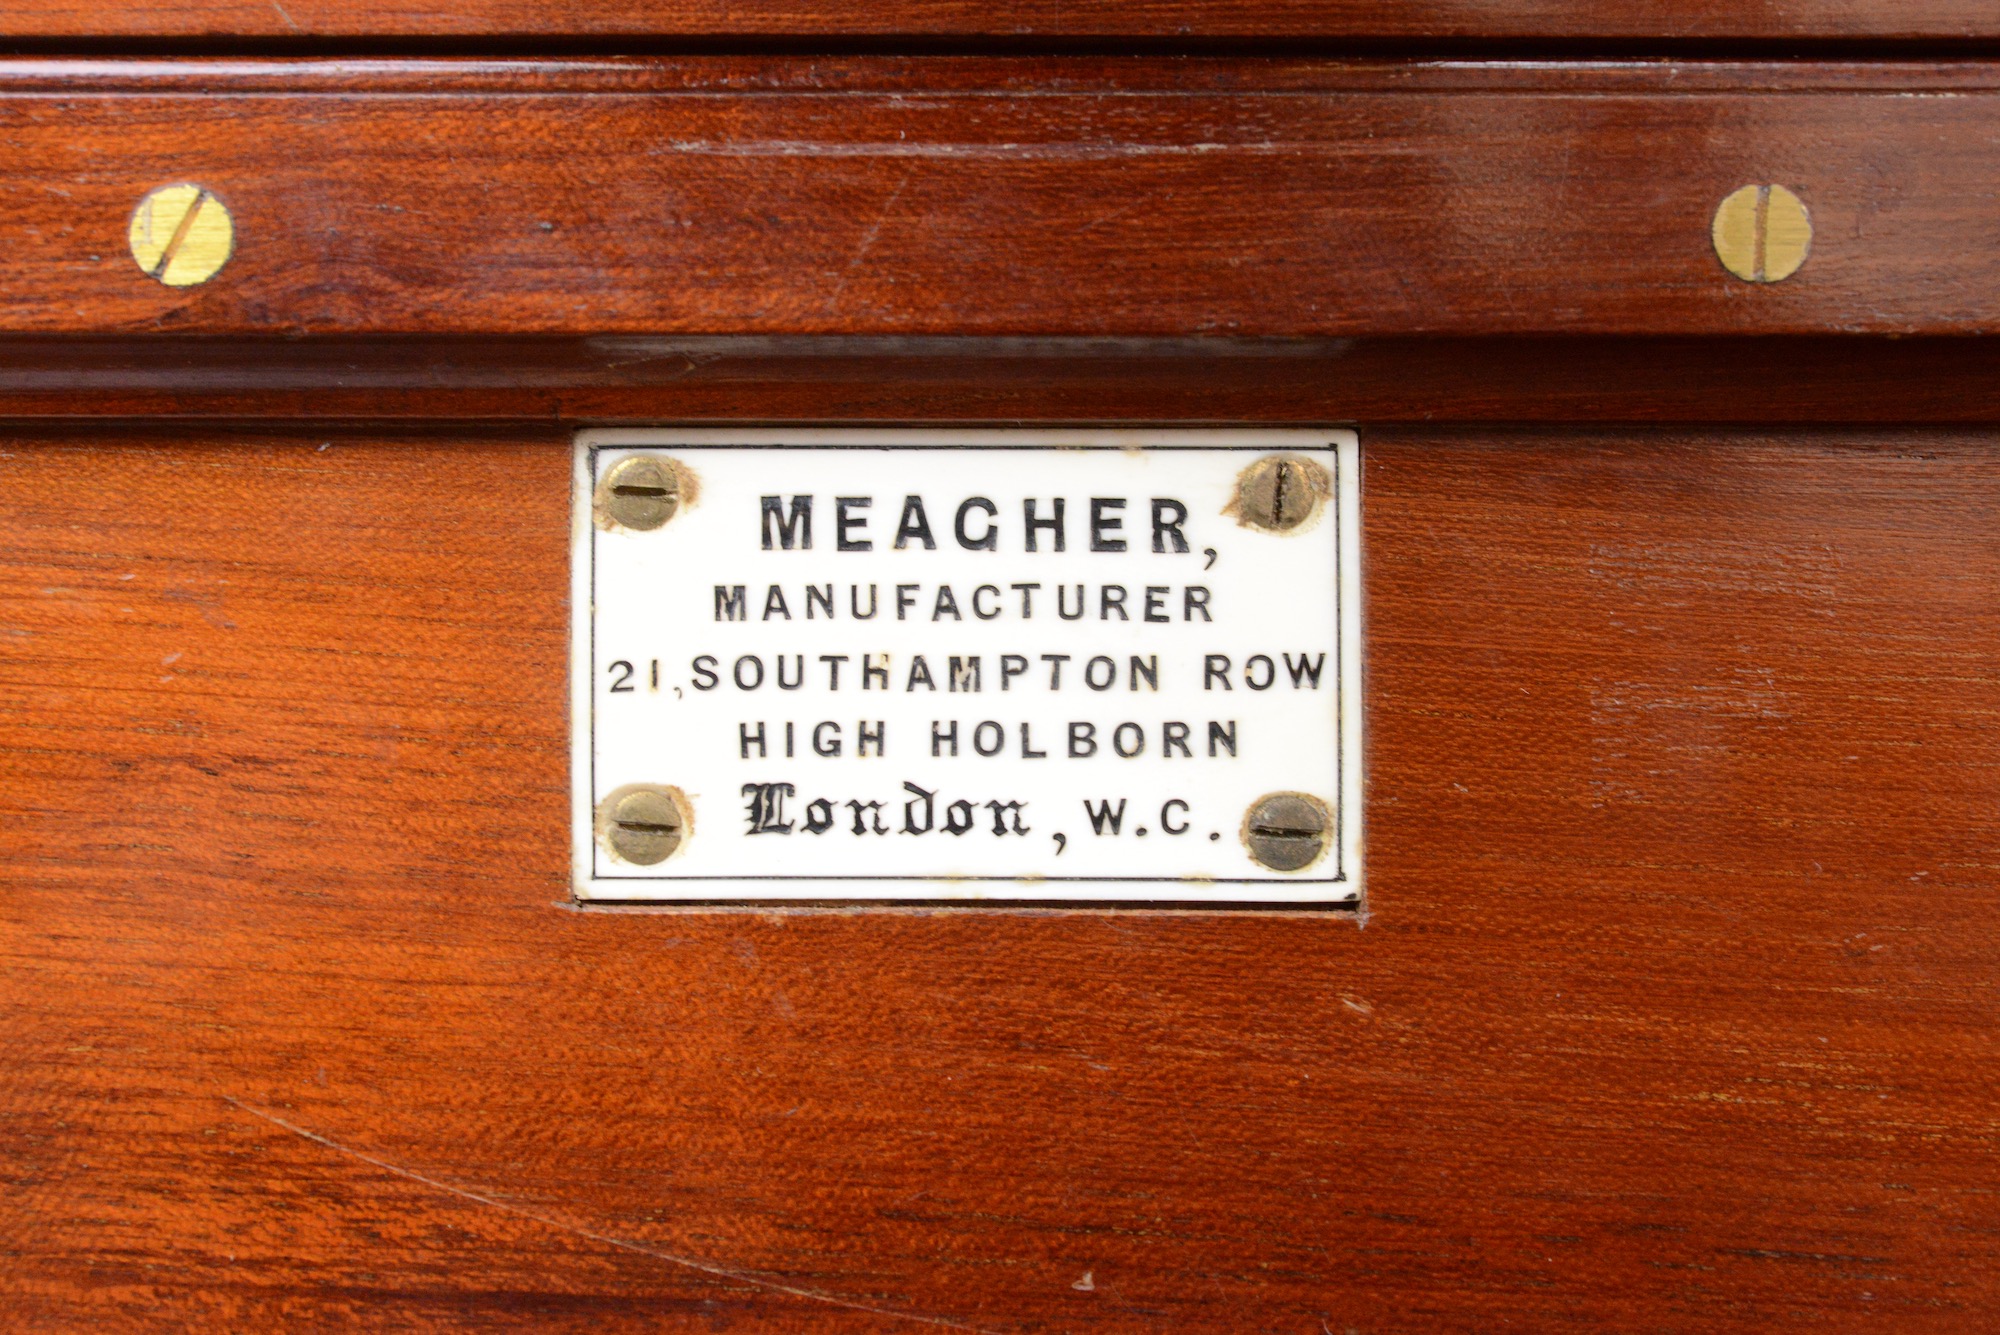 MEAGHER,
MANUFACTURER
21, SOUTHAMPTON ROW
HIGH HOLBORN
London, W.C.